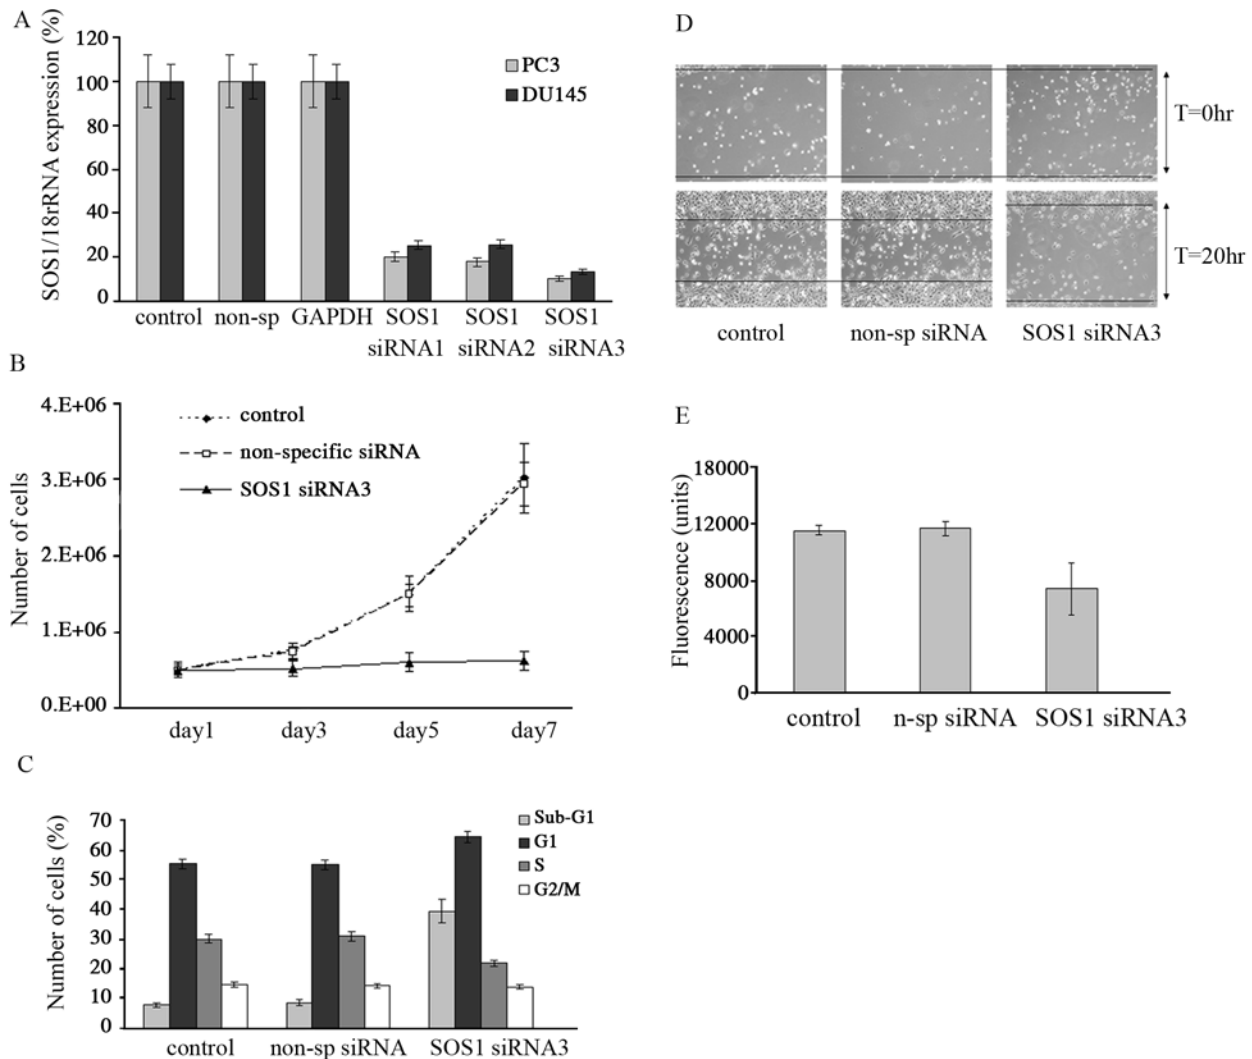 A
SOS1/18rRNA expression (%)
120
100
80
60
40
20
0
PC3
DU145
control non-sp GAPDH SOS1 SOS1 SOS1
siRNA1 siRNA2 siRNA3
B
Number of cells
4.E+06
3.E+06
2.E+06
1.E+06
0.E+00
control
non-specific siRNA
SOS1 siRNA3
day1 day3 day5 day7
C
Number of cells (%)
70
60
50
40
30
20
10
0
Sub-G1
G1
S
G2/M
control non-sp siRNA SOS1 siRNA3
D
T=0hr
T=20hr
control non-sp siRNA SOS1 siRNA3
E
Fluorescence (units)
18000
12000
8000
4000
0
control n-sp siRNA SOS1 siRNA3